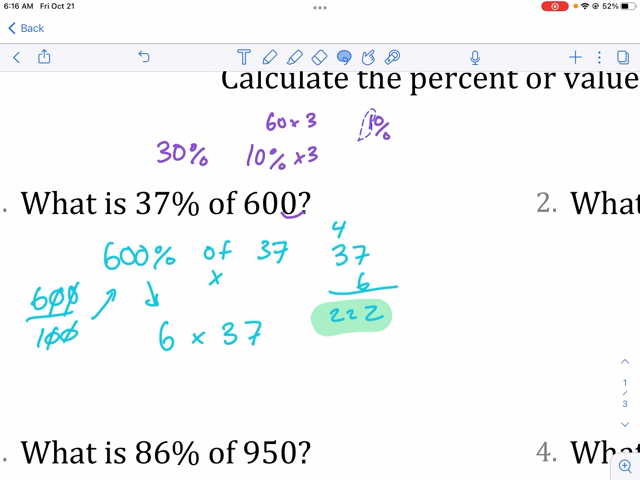 6:16 AM Fri Oct 21
52%
Back
T
Calculate the percent or value
60 x 3
10%
30% 10% x 3
. What is 37% of 600? 2. What
4
600% of 37 37
x 6
600
100
222
6 x 37
1
/
3
. What is 86% of 950? 4. What